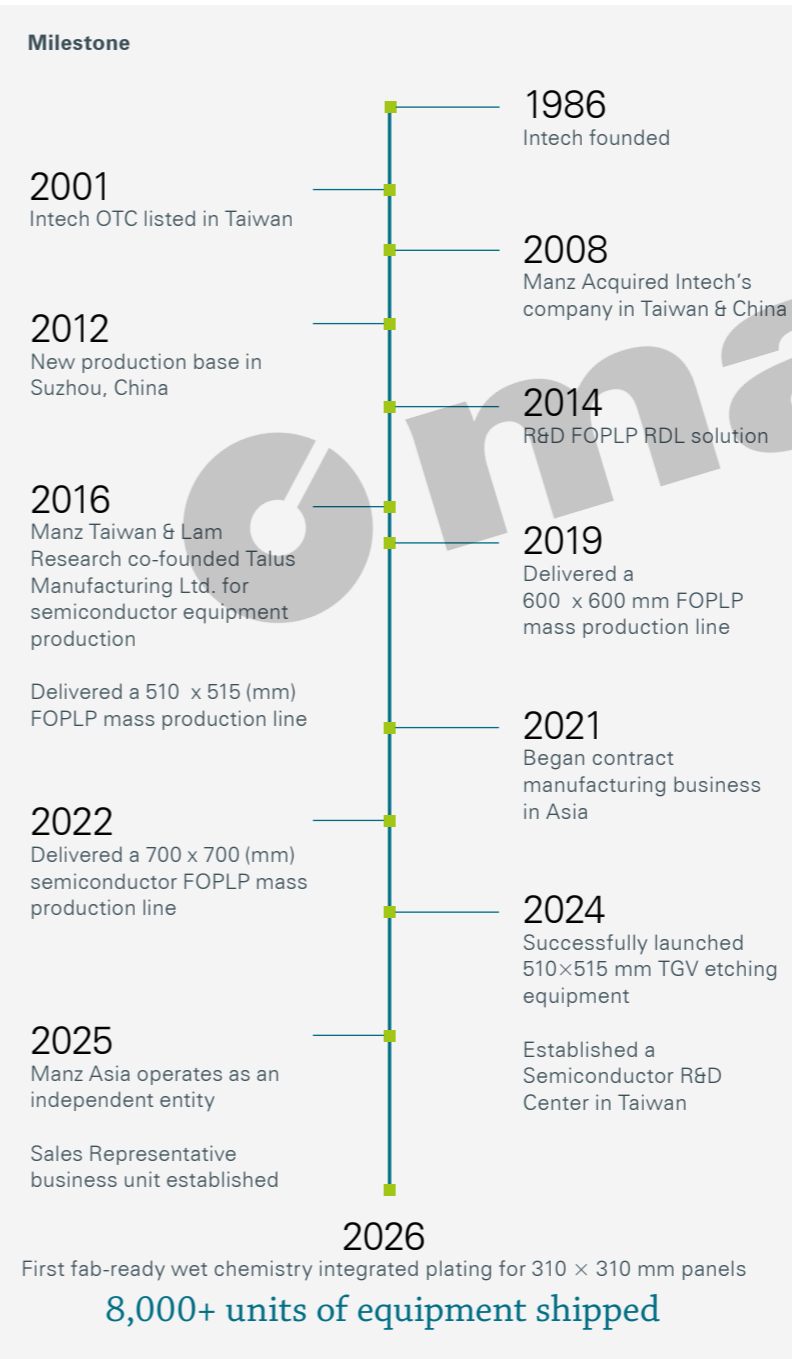 Milestone
1986
Intech founded
2001
Intech OTC listed in Taiwan
2008
Manz Acquired Intech's
company in Taiwan & China
2012
New production base in
Suzhou, China
2014
R&D FOPLP RDL solution
2016
Manz Taiwan & Lam
Research co-founded Talus
Manufacturing Ltd. for
semiconductor equipment
production
Delivered a 510 x 515 (mm)
FOPLP mass production line
2019
Delivered a
600 x 600 mm FOPLP
mass production line
2021
Began contract
manufacturing business
in Asia
2022
Delivered a 700 x 700 (mm)
semiconductor FOPLP mass
production line
2024
Successfully launched
510×515 mm TGV etching
equipment
Established a
Semiconductor R&D
Center in Taiwan
2025
Manz Asia operates as an
independent entity
Sales Representative
business unit established
2026
First fab-ready wet chemistry integrated plating for 310 × 310 mm panels
8,000+ units of equipment shipped